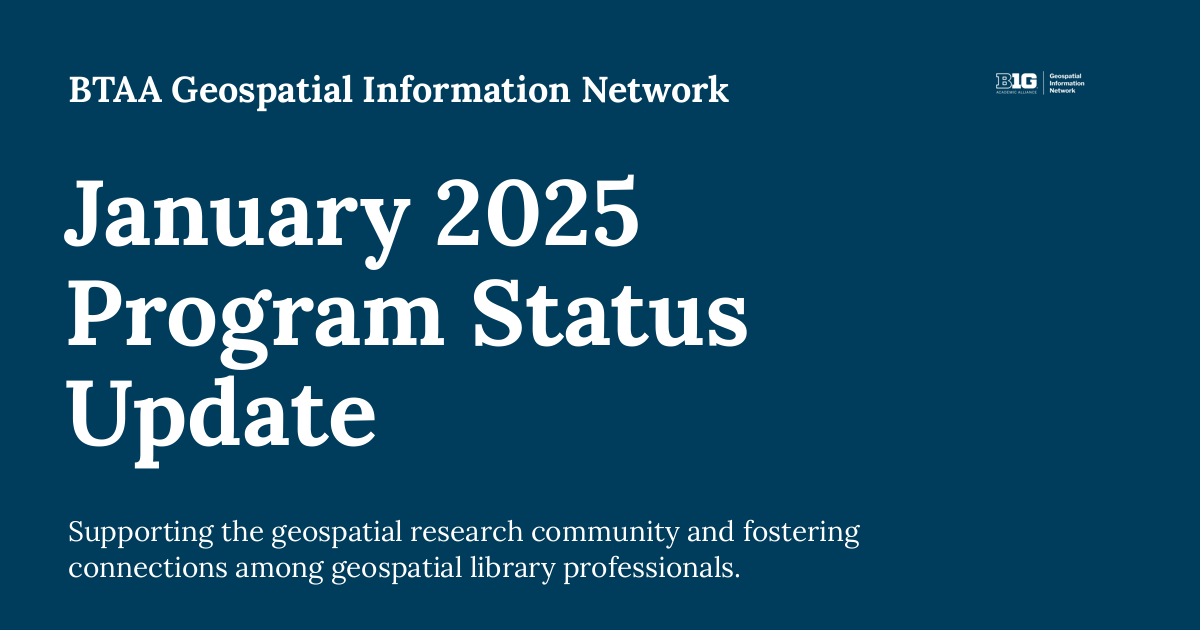 BTAA Geospatial Information Network
B1G
ACADEMIC ALLIANCE
Geospatial
Information
Network
January 2025
Program Status
Update
Supporting the geospatial research community and fostering
connections among geospatial library professionals.